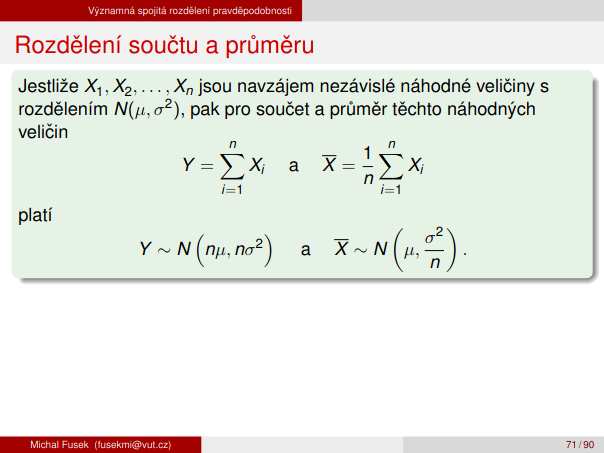 Významná spojitá rozdělení pravděpodobnosti
Rozdělení součtu a průměru
Jestliže X₁, X₂, . . . , Xₙ jsou navzájem nezávislé náhodné veličiny s
rozdělením N(μ, σ²), pak pro součet a průměr těchto náhodných
veličin
Y = ∑ᵢ₌₁ⁿ Xᵢ a X̅ = 1/n ∑ᵢ₌₁ⁿ Xᵢ
platí
Y ∼ N (nμ, nσ²) a X̅ ∼ N (μ, σ²/n) .
Michal Fusek (fusekmi@vut.cz) 71 / 90